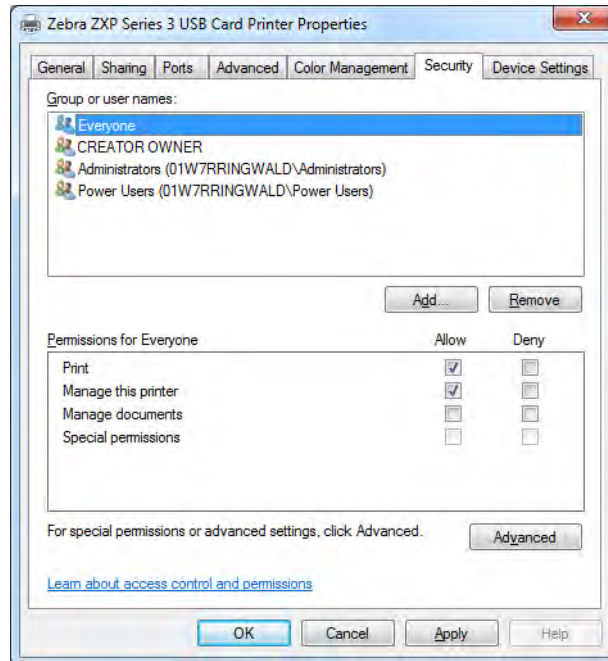 Zebra ZXP Series 3 USB Card Printer Properties
General Sharing Ports Advanced Color Management Security Device Settings
Group or user names:
Everyone
CREATOR OWNER
Administrators (01W7RRINGWALD\Administrators)
Power Users (01W7RRINGWALD\Power Users)
Add... Remove
Permissions for Everyone Allow Deny
Print
Manage this printer
Manage documents
Special permissions
For special permissions or advanced settings, click Advanced.
Advanced
Learn about access control and permissions
OK Cancel Apply Help